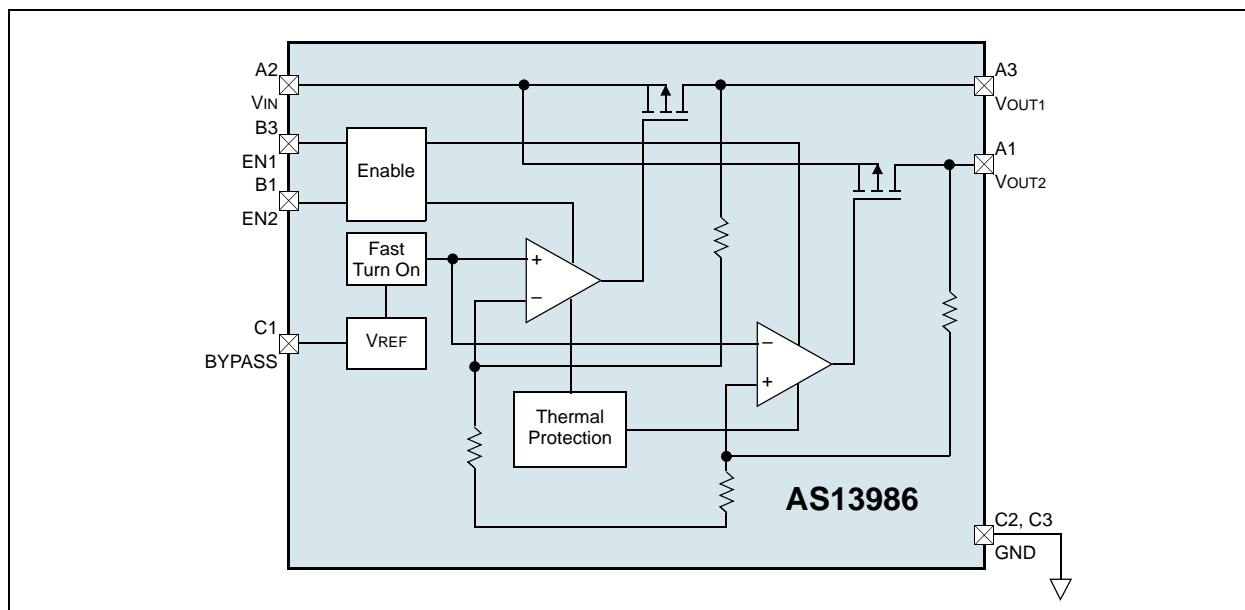 A2
VIN
B3
EN1
B1
EN2
Enable
Fast
Turn On
C1
BYPASS
VREF
+
–
–
+
Thermal
Protection
A3
VOUT1
A1
VOUT2
AS13986
C2, C3
GND